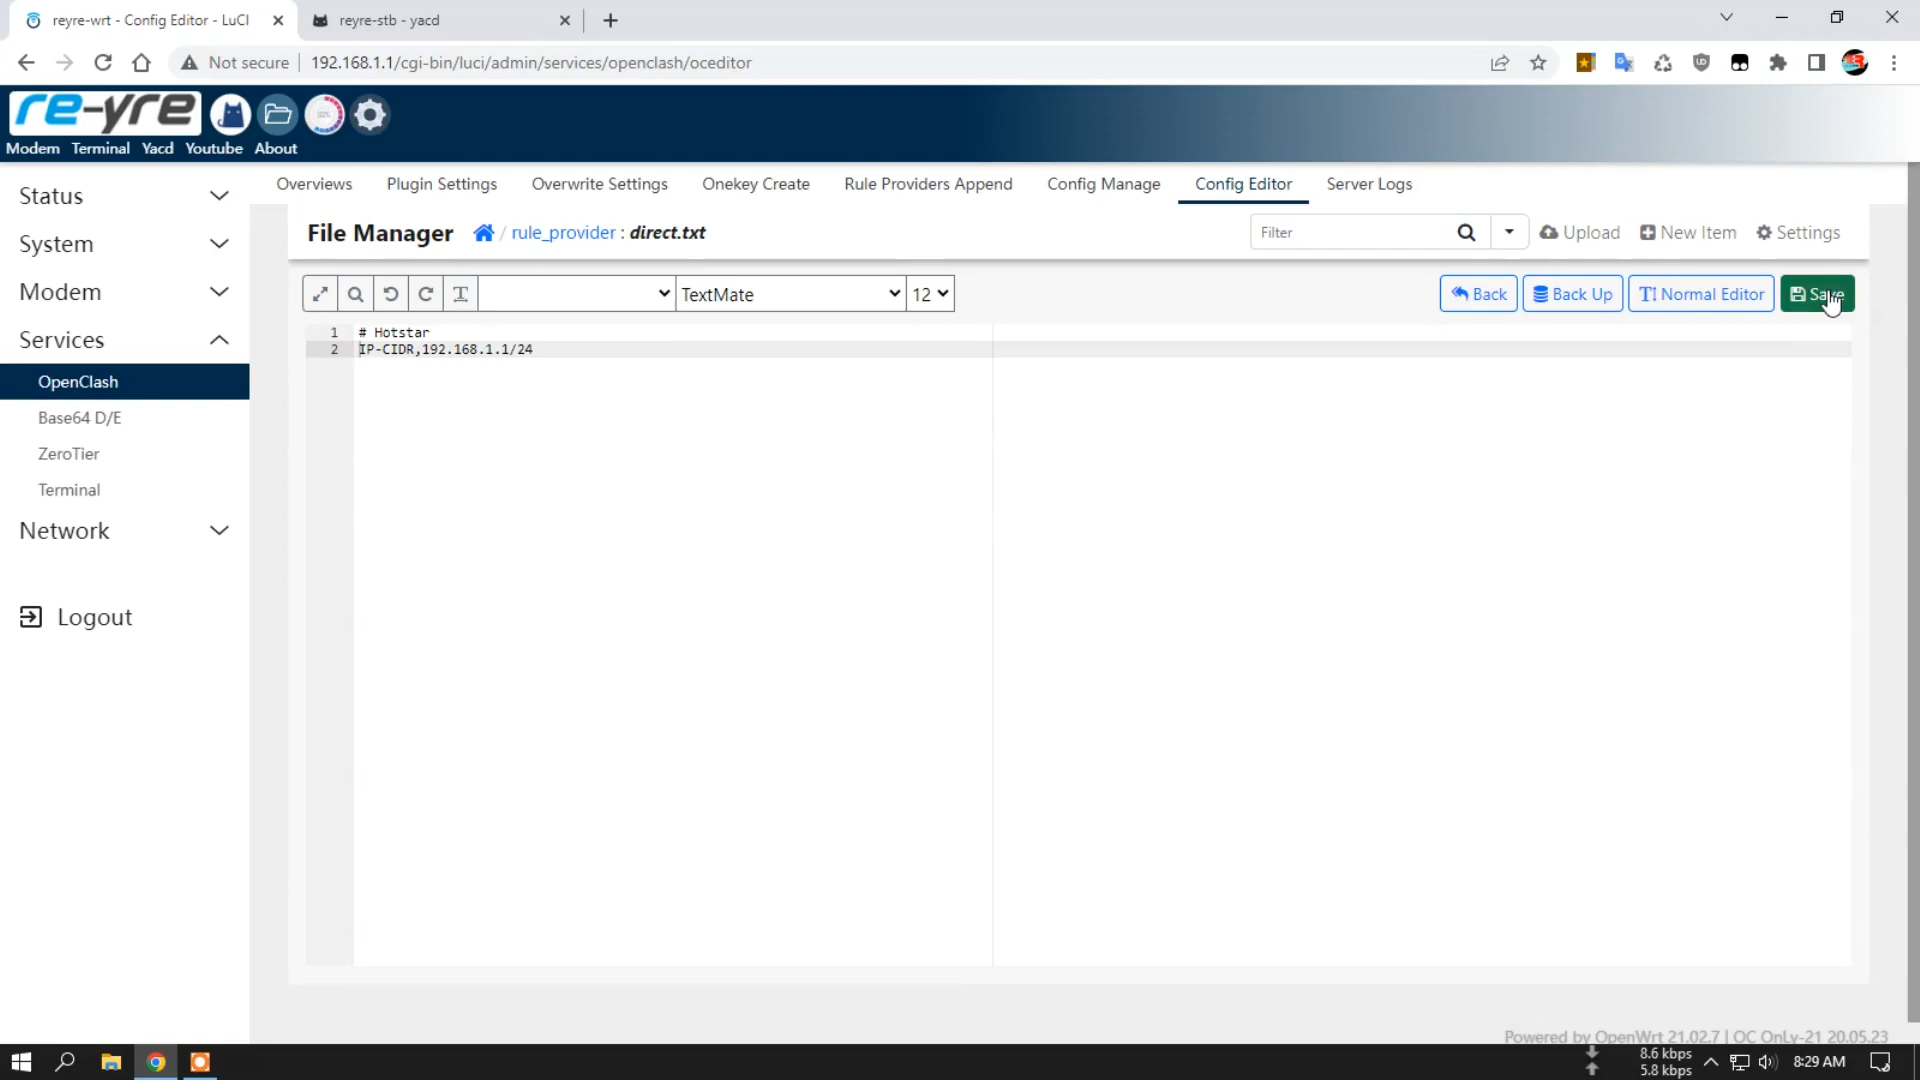 reyre-wrt - Config Editor - LuCI
reyre-stb - yacd
Not secure
192.168.1.1/cgi-bin/luci/admin/services/openclash/oceditor
re-yre
Modem Terminal Yacd Youtube About
Status
System
Modem
Services
OpenClash
Base64 D/E
ZeroTier
Terminal
Network
Logout
Overviews
Plugin Settings
Overwrite Settings
Onekey Create
Rule Providers Append
Config Manage
Config Editor
Server Logs
File Manager / rule_provider : direct.txt
Filter
Upload
New Item
Settings
TextMate
12
Back
Back Up
Normal Editor
Save
1 # Hotstar
2 IP-CIDR,192.168.1.1/24
Powered by OpenWrt 21.02.7 | OC OnLy-21 20.05.23
8.6 kbps
5.8 kbps
8:29 AM